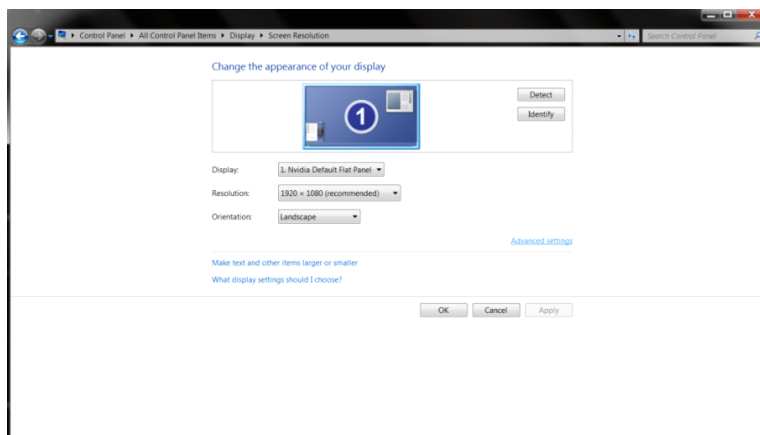 Control Panel ▸ All Control Panel Items ▸ Display ▸ Screen Resolution
Search Control Panel
Change the appearance of your display
1
Detect
Identify
Display: 1. Nvidia Default Flat Panel
Resolution: 1920 × 1080 (recommended)
Orientation: Landscape
Advanced settings
Make text and other items larger or smaller
What display settings should I choose?
OK Cancel Apply